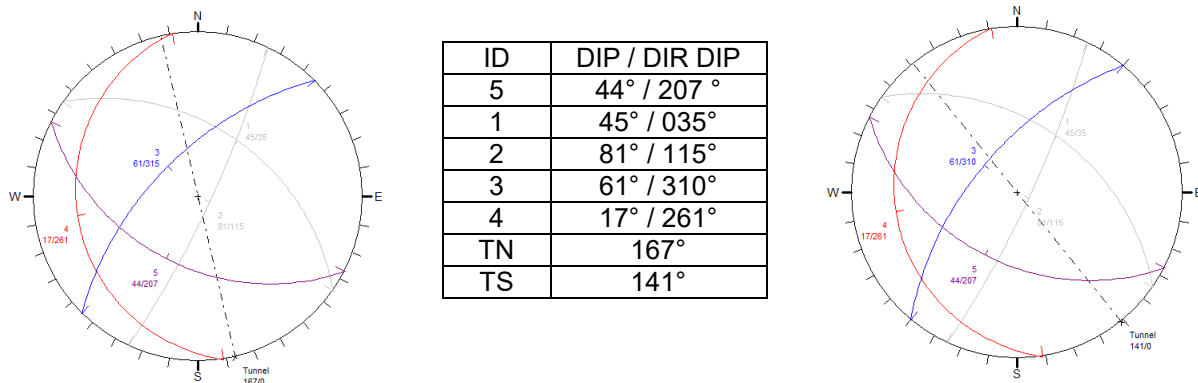 N
1
45/35
3
61/315
W
E
2
81/115
4
17/261
5
44/207
S
Tunnel
167/0
ID DIP / DIR DIP
5 44° / 207 °
1 45° / 035°
2 81° / 115°
3 61° / 310°
4 17° / 261°
TN 167°
TS 141°
N
1
45/35
3
61/310
W
E
2
81/115
4
17/261
5
44/207
Tunnel
141/0
S